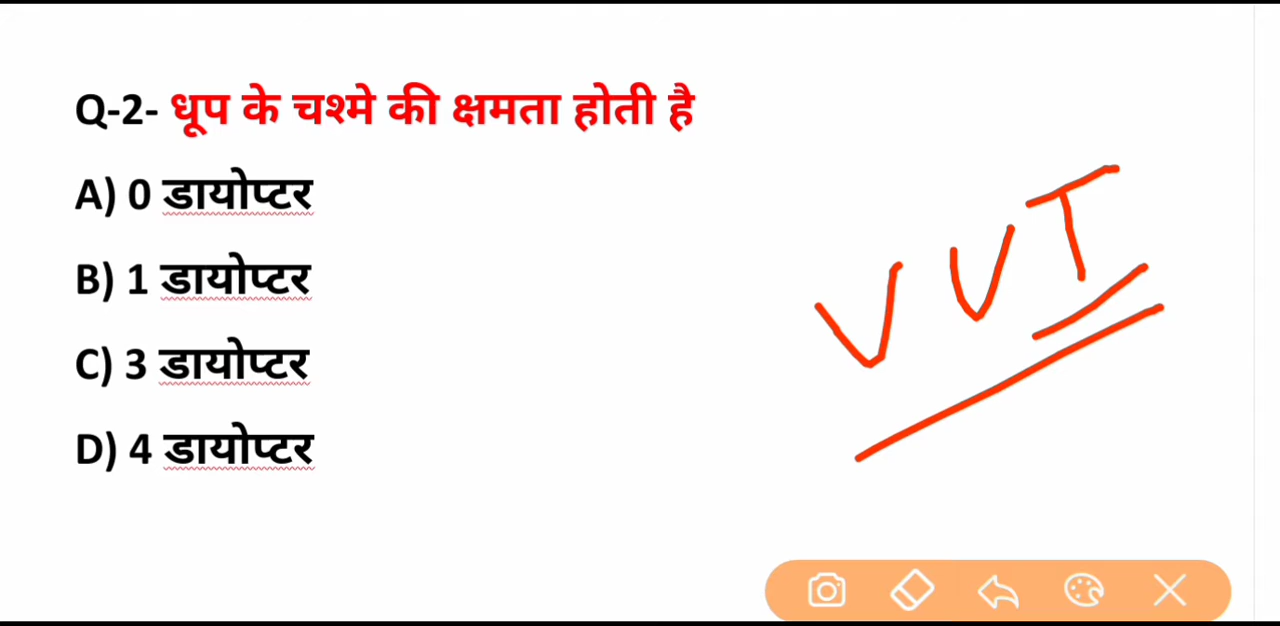 Q-2- धूप के चश्मे की क्षमता होती है
A) 0 डायोप्टर
B) 1 डायोप्टर
C) 3 डायोप्टर
D) 4 डायोप्टर
VVI